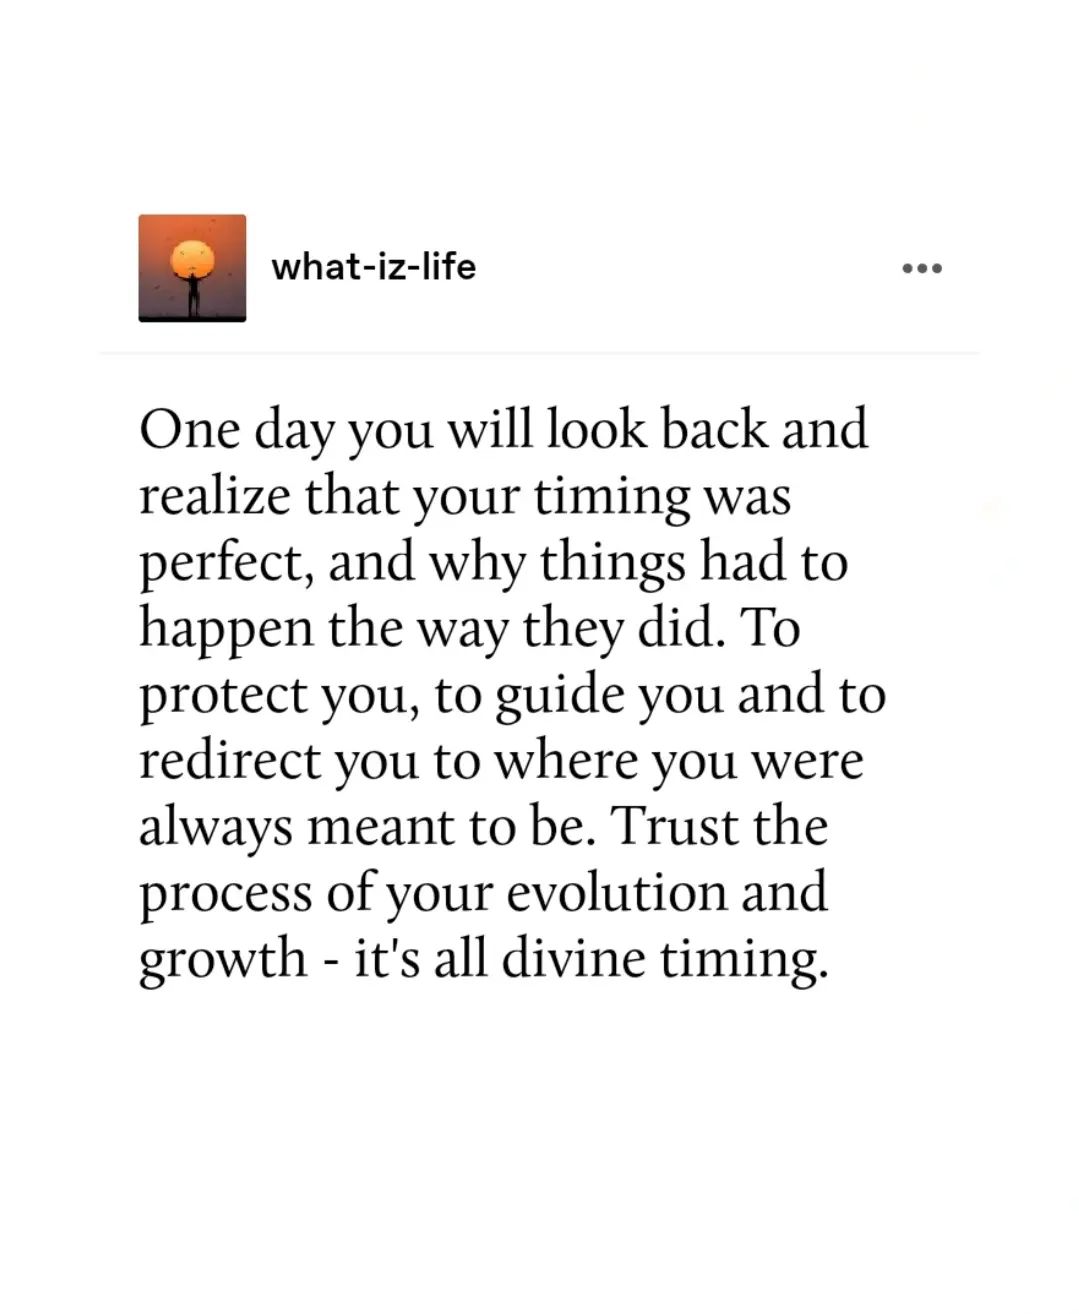 what-iz-life
One day you will look back and
realize that your timing was
perfect, and why things had to
happen the way they did. To
protect you, to guide you and to
redirect you to where you were
always meant to be. Trust the
process of your evolution and
growth - it's all divine timing.